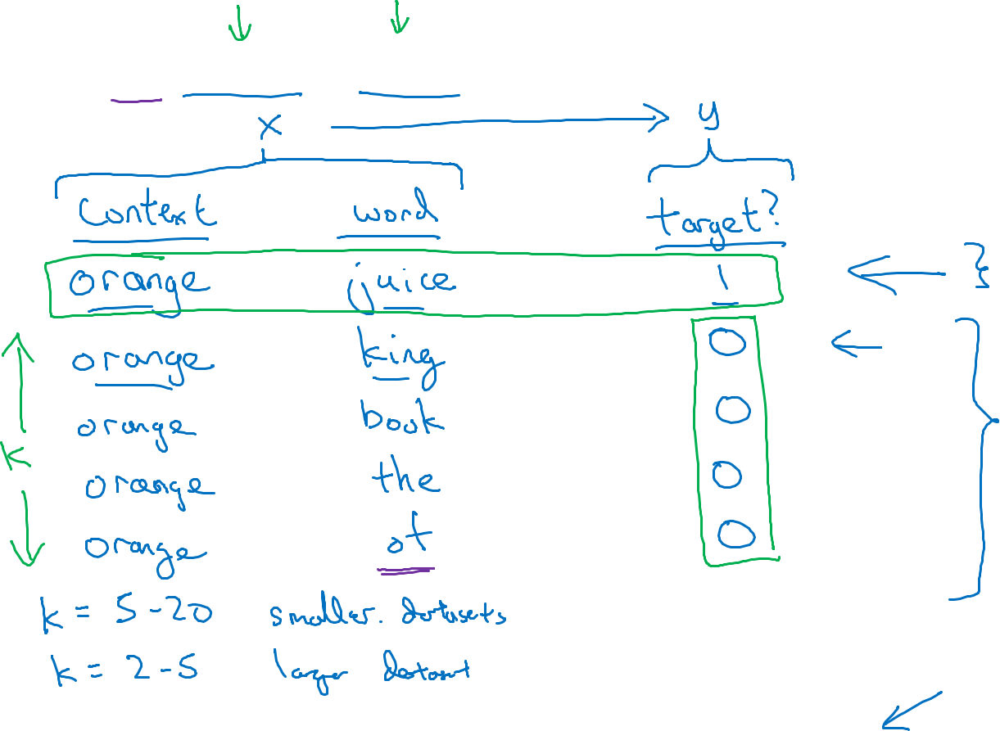 x y
Context word target?
orange juice 1
orange king 0
orange book 0
orange the 0
orange of 0
k
k = 5-20 smaller datasets
k = 2-5 larger dataset